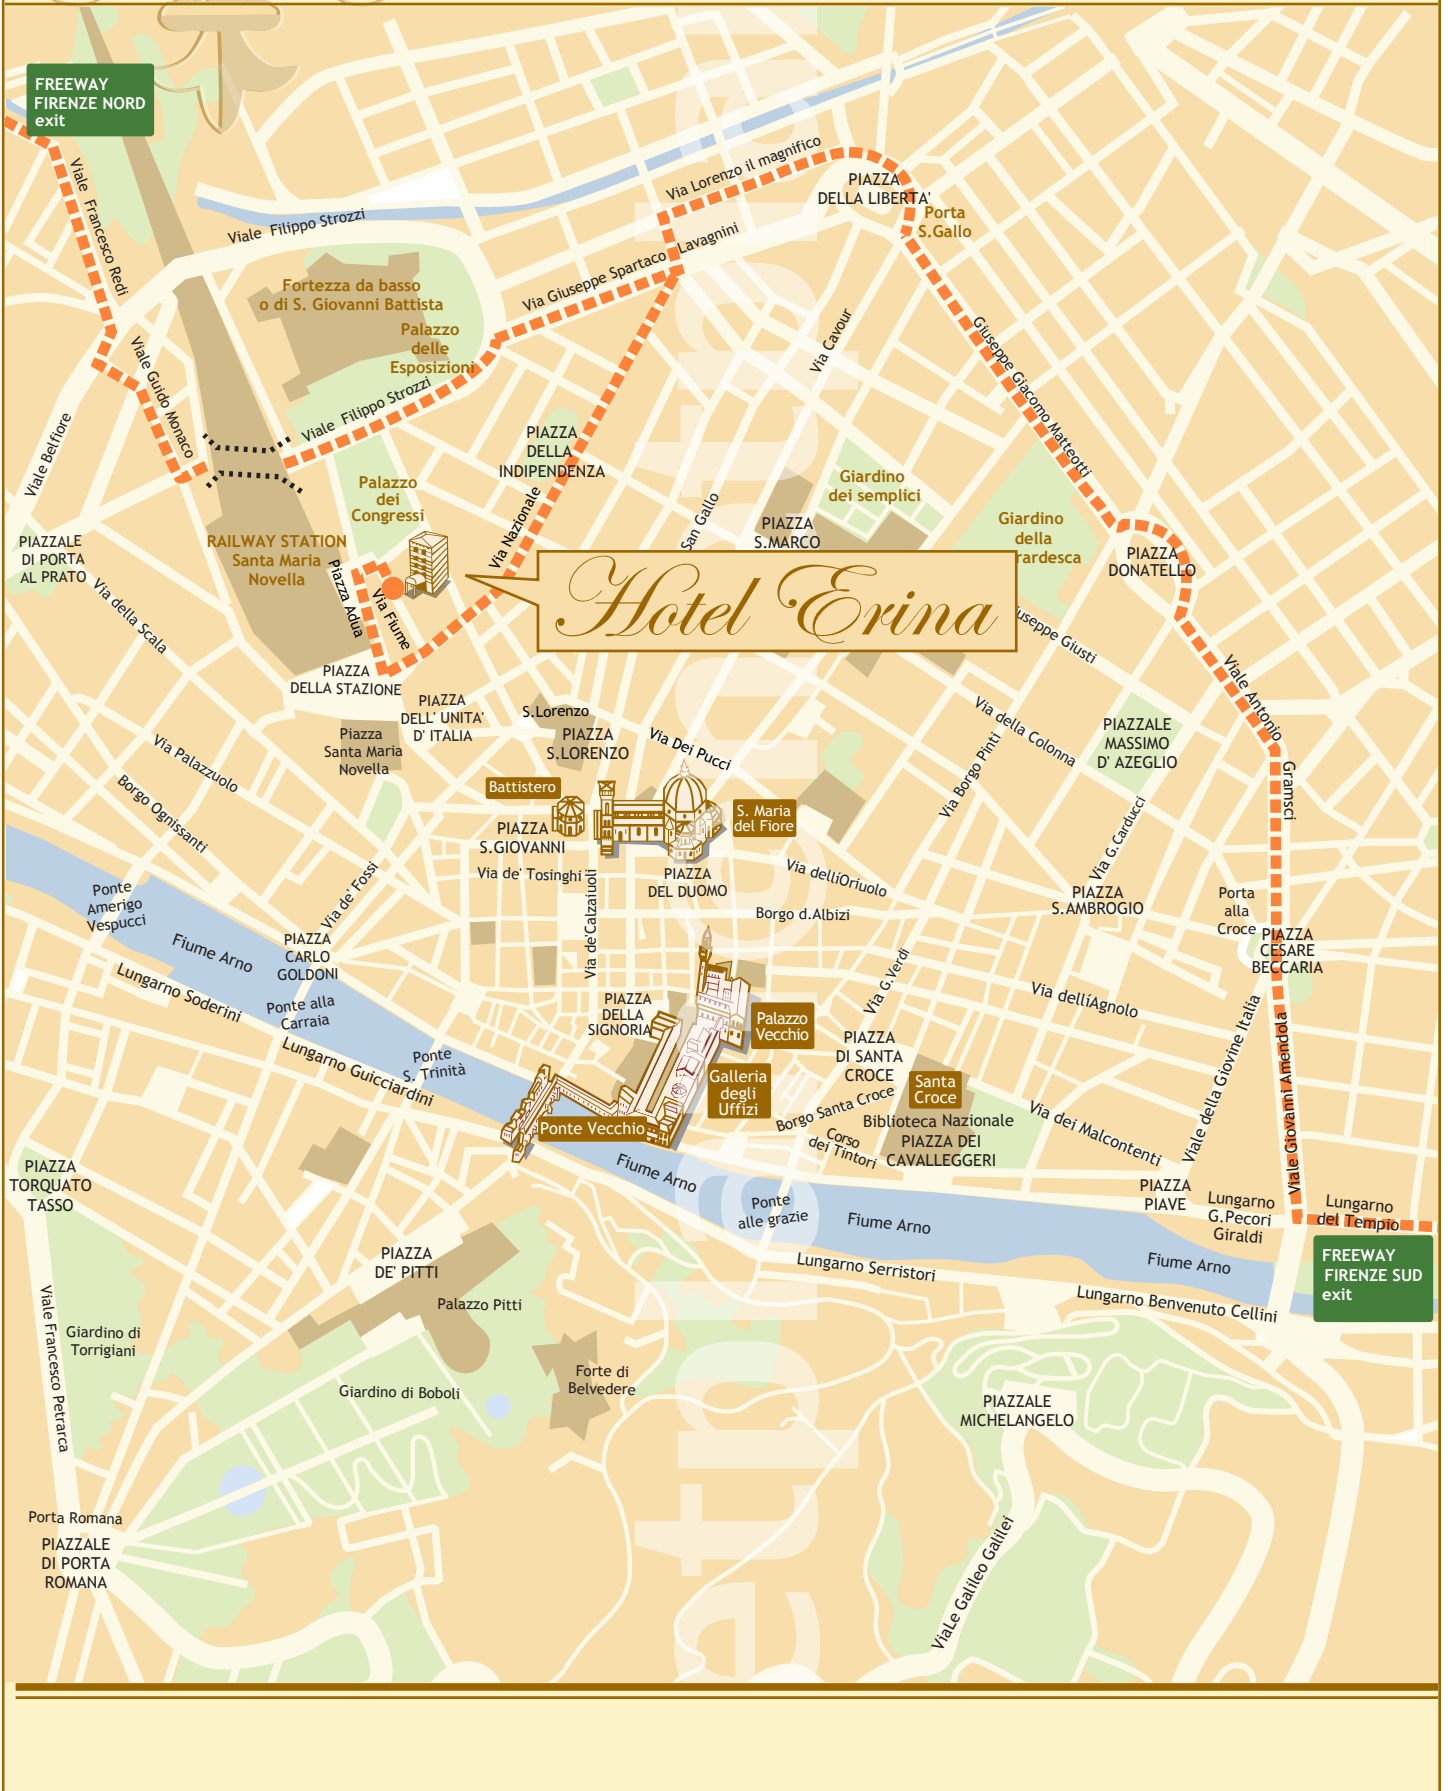 FREEWAY
FIRENZE NORD
exit
Viale Francesco Redi
Viale Filippo Strozzi
Via Lorenzo il magnifico
PIAZZA
DELLA LIBERTA'
Porta
S.Gallo
Via Giuseppe Spartaco Lavagnini
Fortezza da basso
o di S. Giovanni Battista
Palazzo
delle
Esposizioni
Viale Guido Monaco
Viale Filippo Strozzi
Via Cavour
Giuseppe Giacomo Matteotti
Viale Belfiore
PIAZZA
DELLA
INDIPENDENZA
Palazzo
dei
Congressi
Via Nazionale
San Gallo
Giardino
dei semplici
PIAZZA
S.MARCO
Giardino
della
rardesca
PIAZZA
DONATELLO
PIAZZALE
DI PORTA
AL PRATO
RAILWAY STATION
Santa Maria
Novella
Piazza Adua
Via Fiume
Hotel Erina
Via della Scala
useppe Giusti
PIAZZA
DELLA STAZIONE
PIAZZA
DELL' UNITA'
D' ITALIA
S.Lorenzo
PIAZZA
S.LORENZO
Via Dei Pucci
Via della Colonna
Via Borgo Pinti
PIAZZALE
MASSIMO
D' AZEGLIO
Viale Antonio
Gramsci
Piazza
Santa Maria
Novella
Via Palazzuolo
Borgo Ognissanti
Battistero
PIAZZA
S.GIOVANNI
S. Maria
del Fiore
Via de' Tosinghi
Via de'Calzaiuoli
PIAZZA
DEL DUOMO
Via dellíOriuolo
Borgo d.Albizi
Via G.Carducci
PIAZZA
S.AMBROGIO
Porta
alla
Croce
PIAZZA
CESARE
BECCARIA
Ponte
Amerigo
Vespucci
Via de' Fossi
Fiume Arno
PIAZZA
CARLO
GOLDONI
Lungarno Soderini
Ponte alla
Carraia
Lungarno Guicciardini
Ponte
S. Trinità
PIAZZA
DELLA
SIGNORIA
Palazzo
Vecchio
Galleria
degli
Uffizi
Ponte Vecchio
Via G.Verdi
Via dellíAgnolo
PIAZZA
DI SANTA
CROCE
Santa
Croce
Borgo Santa Croce
Biblioteca Nazionale
Corso
dei Tintori
PIAZZA DEI
CAVALLEGGERI
Via dei Malcontenti
Viale della Giovine Italia
Viale Giovanni Amendola
PIAZZA
TORQUATO
TASSO
Fiume Arno
Ponte
alle grazie
Fiume Arno
PIAZZA
PIAVE
Lungarno
G.Pecori
Giraldi
Lungarno
del Tempio
Fiume Arno
FREEWAY
FIRENZE SUD
exit
Lungarno Serristori
Lungarno Benvenuto Cellini
PIAZZA
DE' PITTI
Palazzo Pitti
Viale Francesco Petrarca
Giardino di
Torrigiani
Giardino di Boboli
Forte di
Belvedere
PIAZZALE
MICHELANGELO
Porta Romana
PIAZZALE
DI PORTA
ROMANA
ViaLe Galileo Galilei